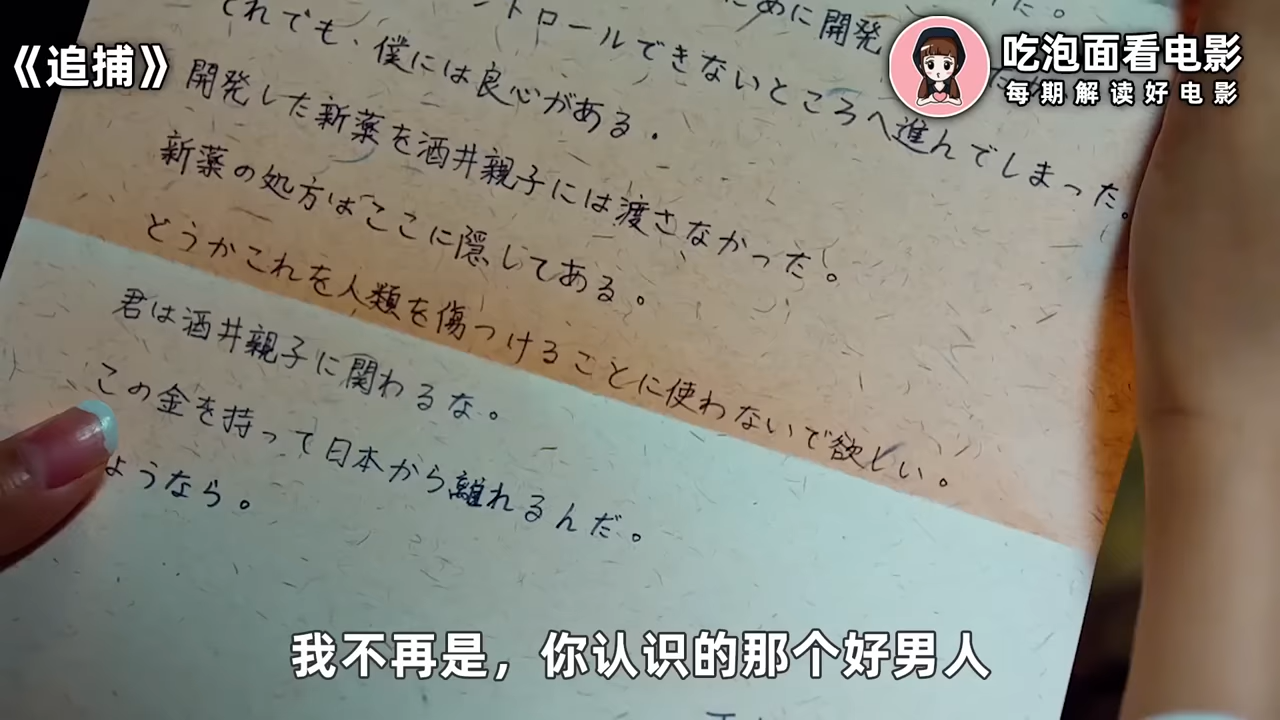 《追捕》
吃泡面看电影
每期解读好电影
めに開発
た。
トロールできないところへ進んでしまった。
それでも、僕には良心がある.
開発した新薬を酒井親子には渡さなかった。
新薬の処方はここに隠してある。
どうかこれを人類を傷つけることに使わないで欲しい。
君は酒井親子に関わるな。
この金を持って日本から離れるんだ。
ようなら。
我不再是，你认识的那个好男人